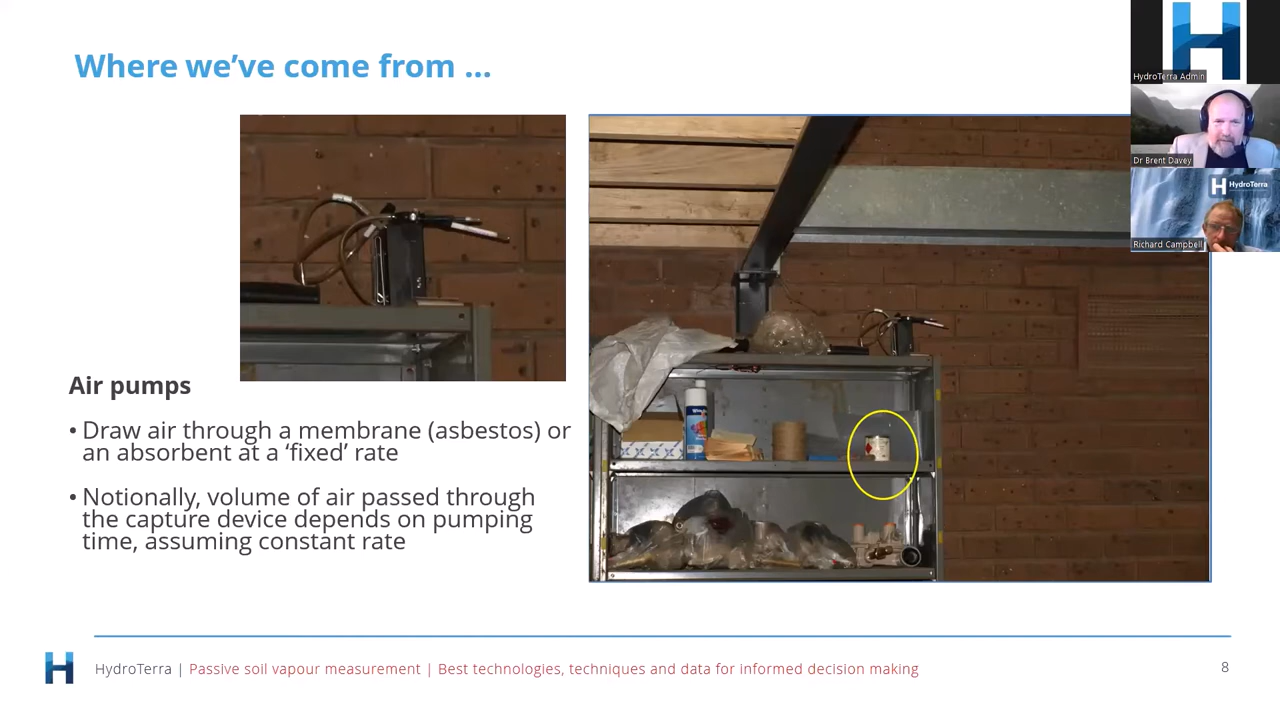 Where we've come from ...
HydroTerra Admin
Dr Brent Davey
HydroTerra
Richard Campbell
Air pumps
• Draw air through a membrane (asbestos) or
an absorbent at a 'fixed' rate
• Notionally, volume of air passed through
the capture device depends on pumping
time, assuming constant rate
HydroTerra | Passive soil vapour measurement | Best technologies, techniques and data for informed decision making
8